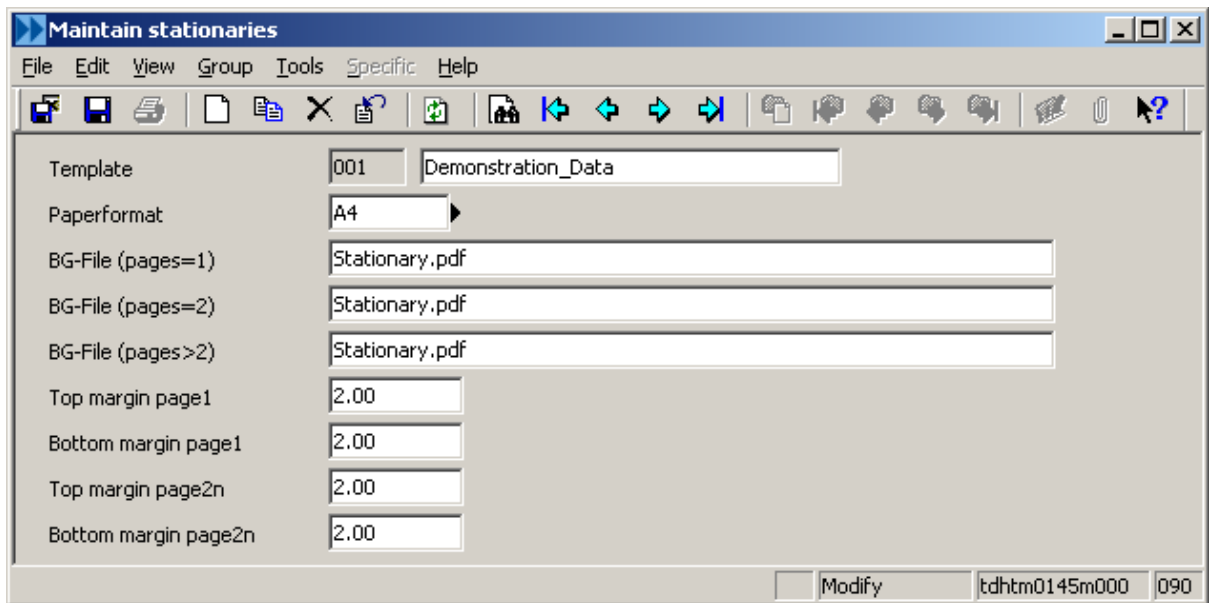 Maintain stationaries
File Edit View Group Tools Specific Help
Template 001 Demonstration_Data
Paperformat A4
BG-File (pages=1) Stationary.pdf
BG-File (pages=2) Stationary.pdf
BG-File (pages>2) Stationary.pdf
Top margin page1 2.00
Bottom margin page1 2.00
Top margin page2n 2.00
Bottom margin page2n 2.00
Modify tdhtm0145m000 090